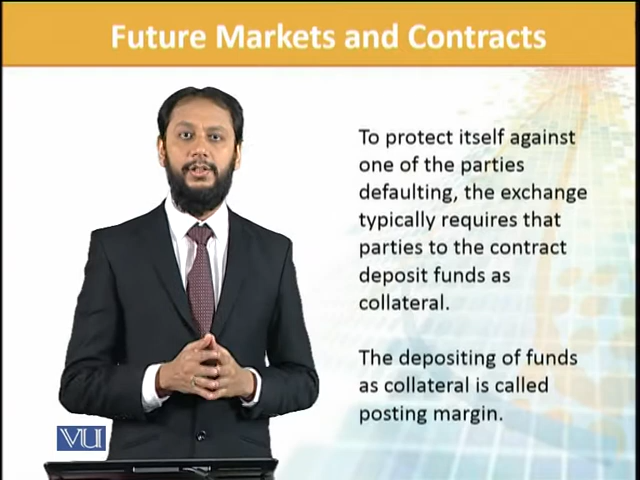 Future Markets and Contracts
To protect itself against
one of the parties
defaulting, the exchange
typically requires that
parties to the contract
deposit funds as
collateral.
The depositing of funds
as collateral is called
posting margin.
VU